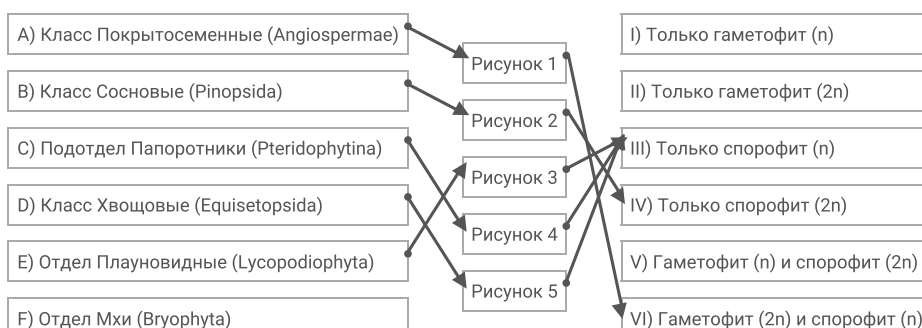 A) Класс Покрытосеменные (Angiospermae)
B) Класс Сосновые (Pinopsida)
C) Подотдел Папоротники (Pteridophytina)
D) Класс Хвощовые (Equisetopsida)
E) Отдел Плауновидные (Lycopodiophyta)
F) Отдел Мхи (Bryophyta)
Рисунок 1
Рисунок 2
Рисунок 3
Рисунок 4
Рисунок 5
I) Только гаметофит (n)
II) Только гаметофит (2n)
III) Только спорофит (n)
IV) Только спорофит (2n)
V) Гаметофит (n) и спорофит (2n)
VI) Гаметофит (2n) и спорофит (n)